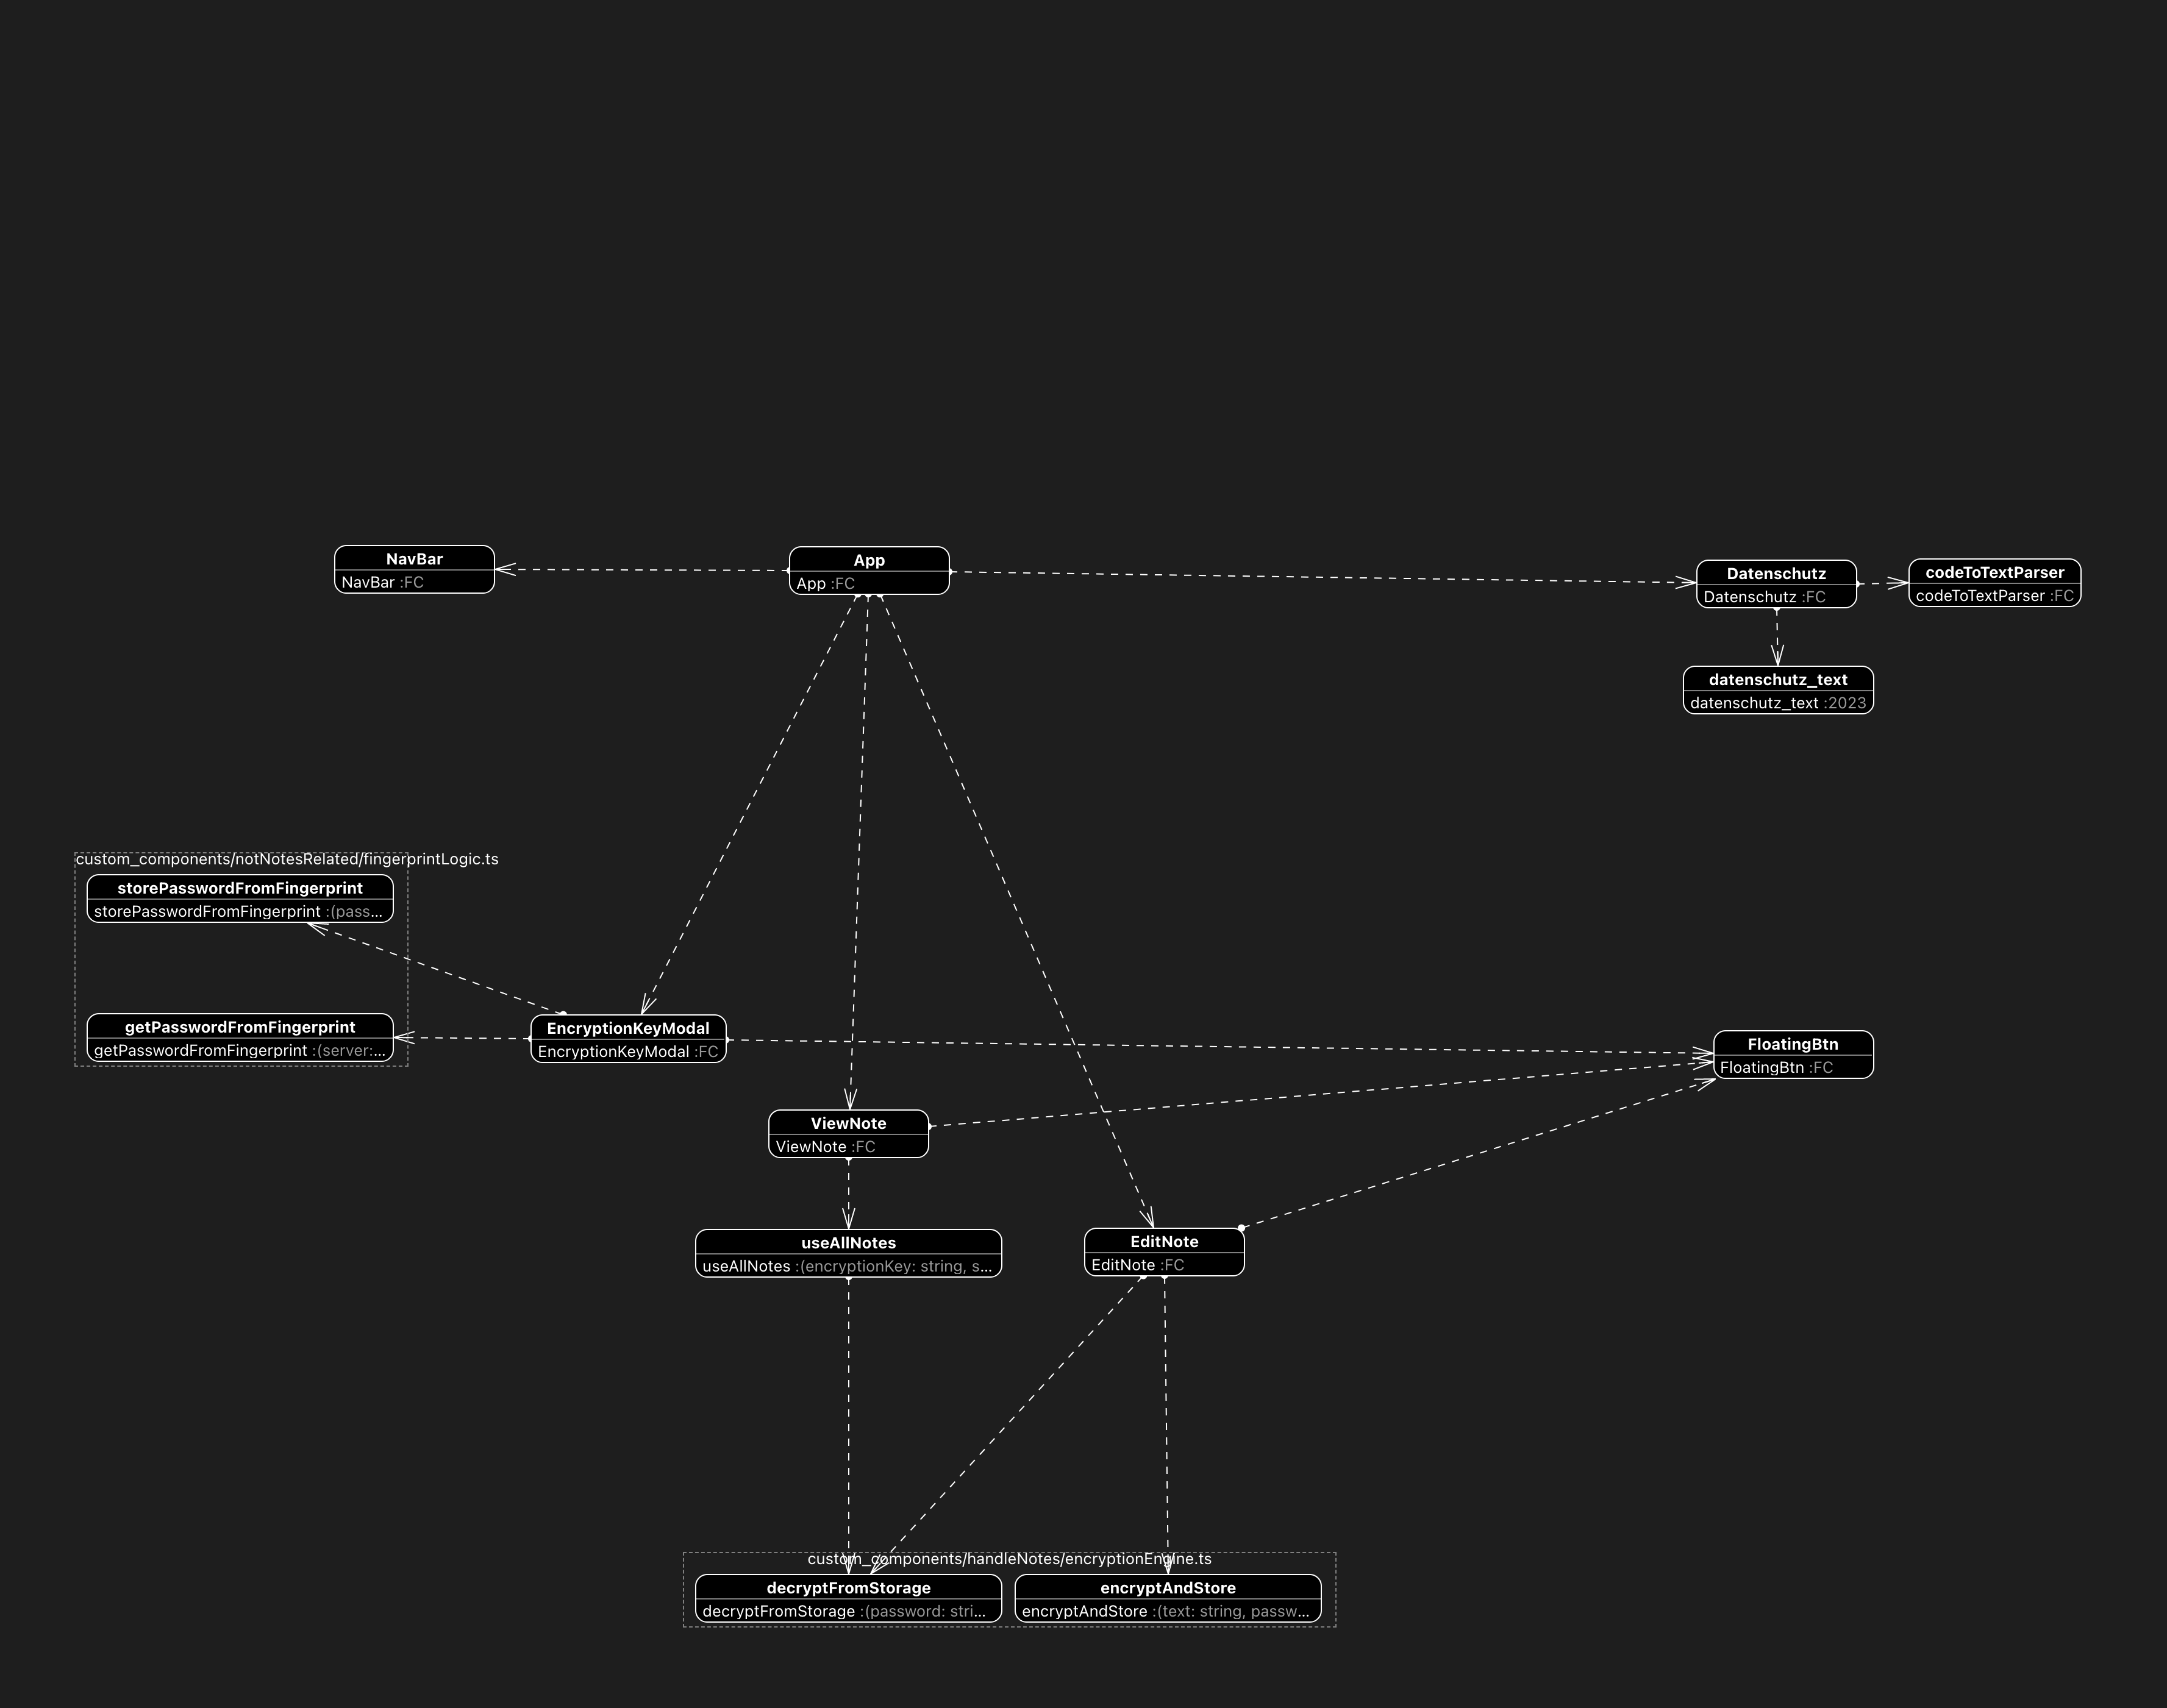 NavBar
NavBar :FC
App
App :FC
Datenschutz
Datenschutz :FC
codeToTextParser
codeToTextParser :FC
datenschutz_text
datenschutz_text :2023
custom_components/notNotesRelated/fingerprintLogic.ts
storePasswordFromFingerprint
storePasswordFromFingerprint :(pass...
getPasswordFromFingerprint
getPasswordFromFingerprint :(server:...
EncryptionKeyModal
EncryptionKeyModal :FC
FloatingBtn
FloatingBtn :FC
ViewNote
ViewNote :FC
useAllNotes
useAllNotes :(encryptionKey: string, s...
EditNote
EditNote :FC
custom_components/handleNotes/encryptionEngine.ts
decryptFromStorage
decryptFromStorage :(password: stri...
encryptAndStore
encryptAndStore :(text: string, passw...